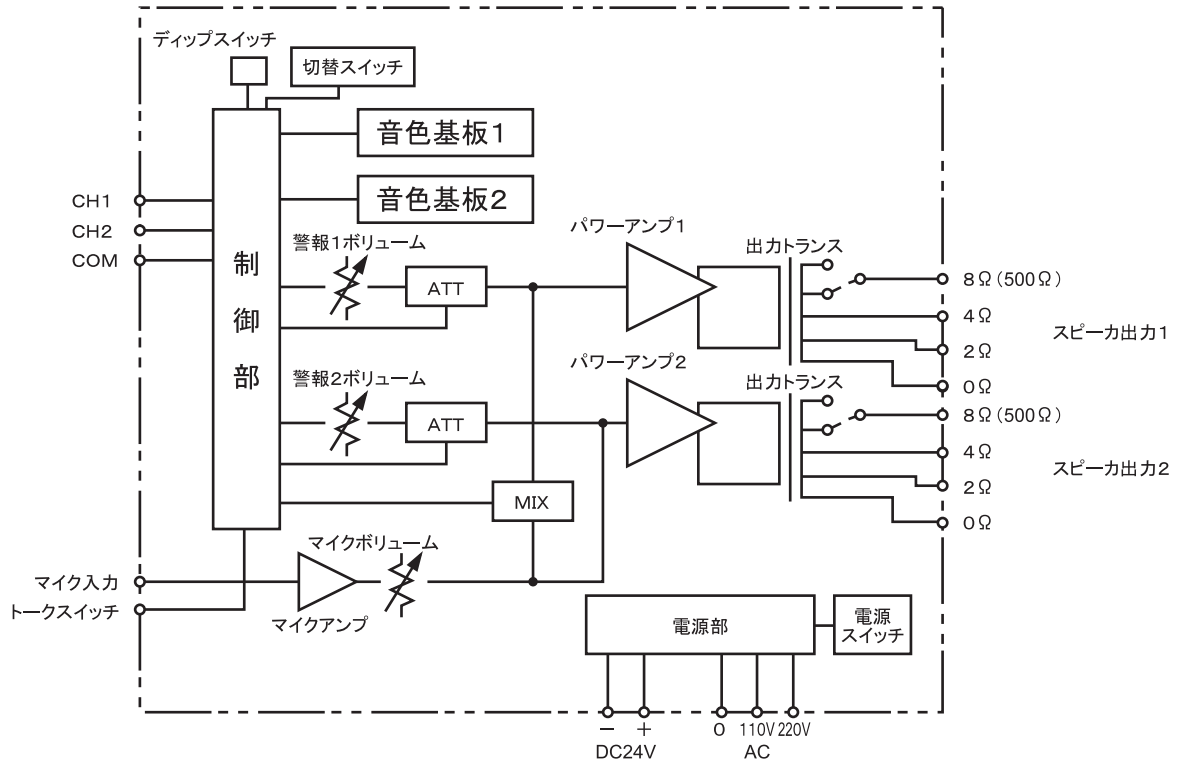 ディップスイッチ
切替スイッチ
音色基板1
音色基板2
CH1
CH2
COM
制御部
警報1ボリューム
ATT
パワーアンプ1
出力トランス
8Ω(500Ω)
4Ω
2Ω
0Ω
スピーカ出力1
警報2ボリューム
ATT
パワーアンプ2
出力トランス
8Ω(500Ω)
4Ω
2Ω
0Ω
スピーカ出力2
MIX
マイクボリューム
マイク入力
トークスイッチ
マイクアンプ
電源部
電源
スイッチ
− + 0 110V 220V
DC24V AC